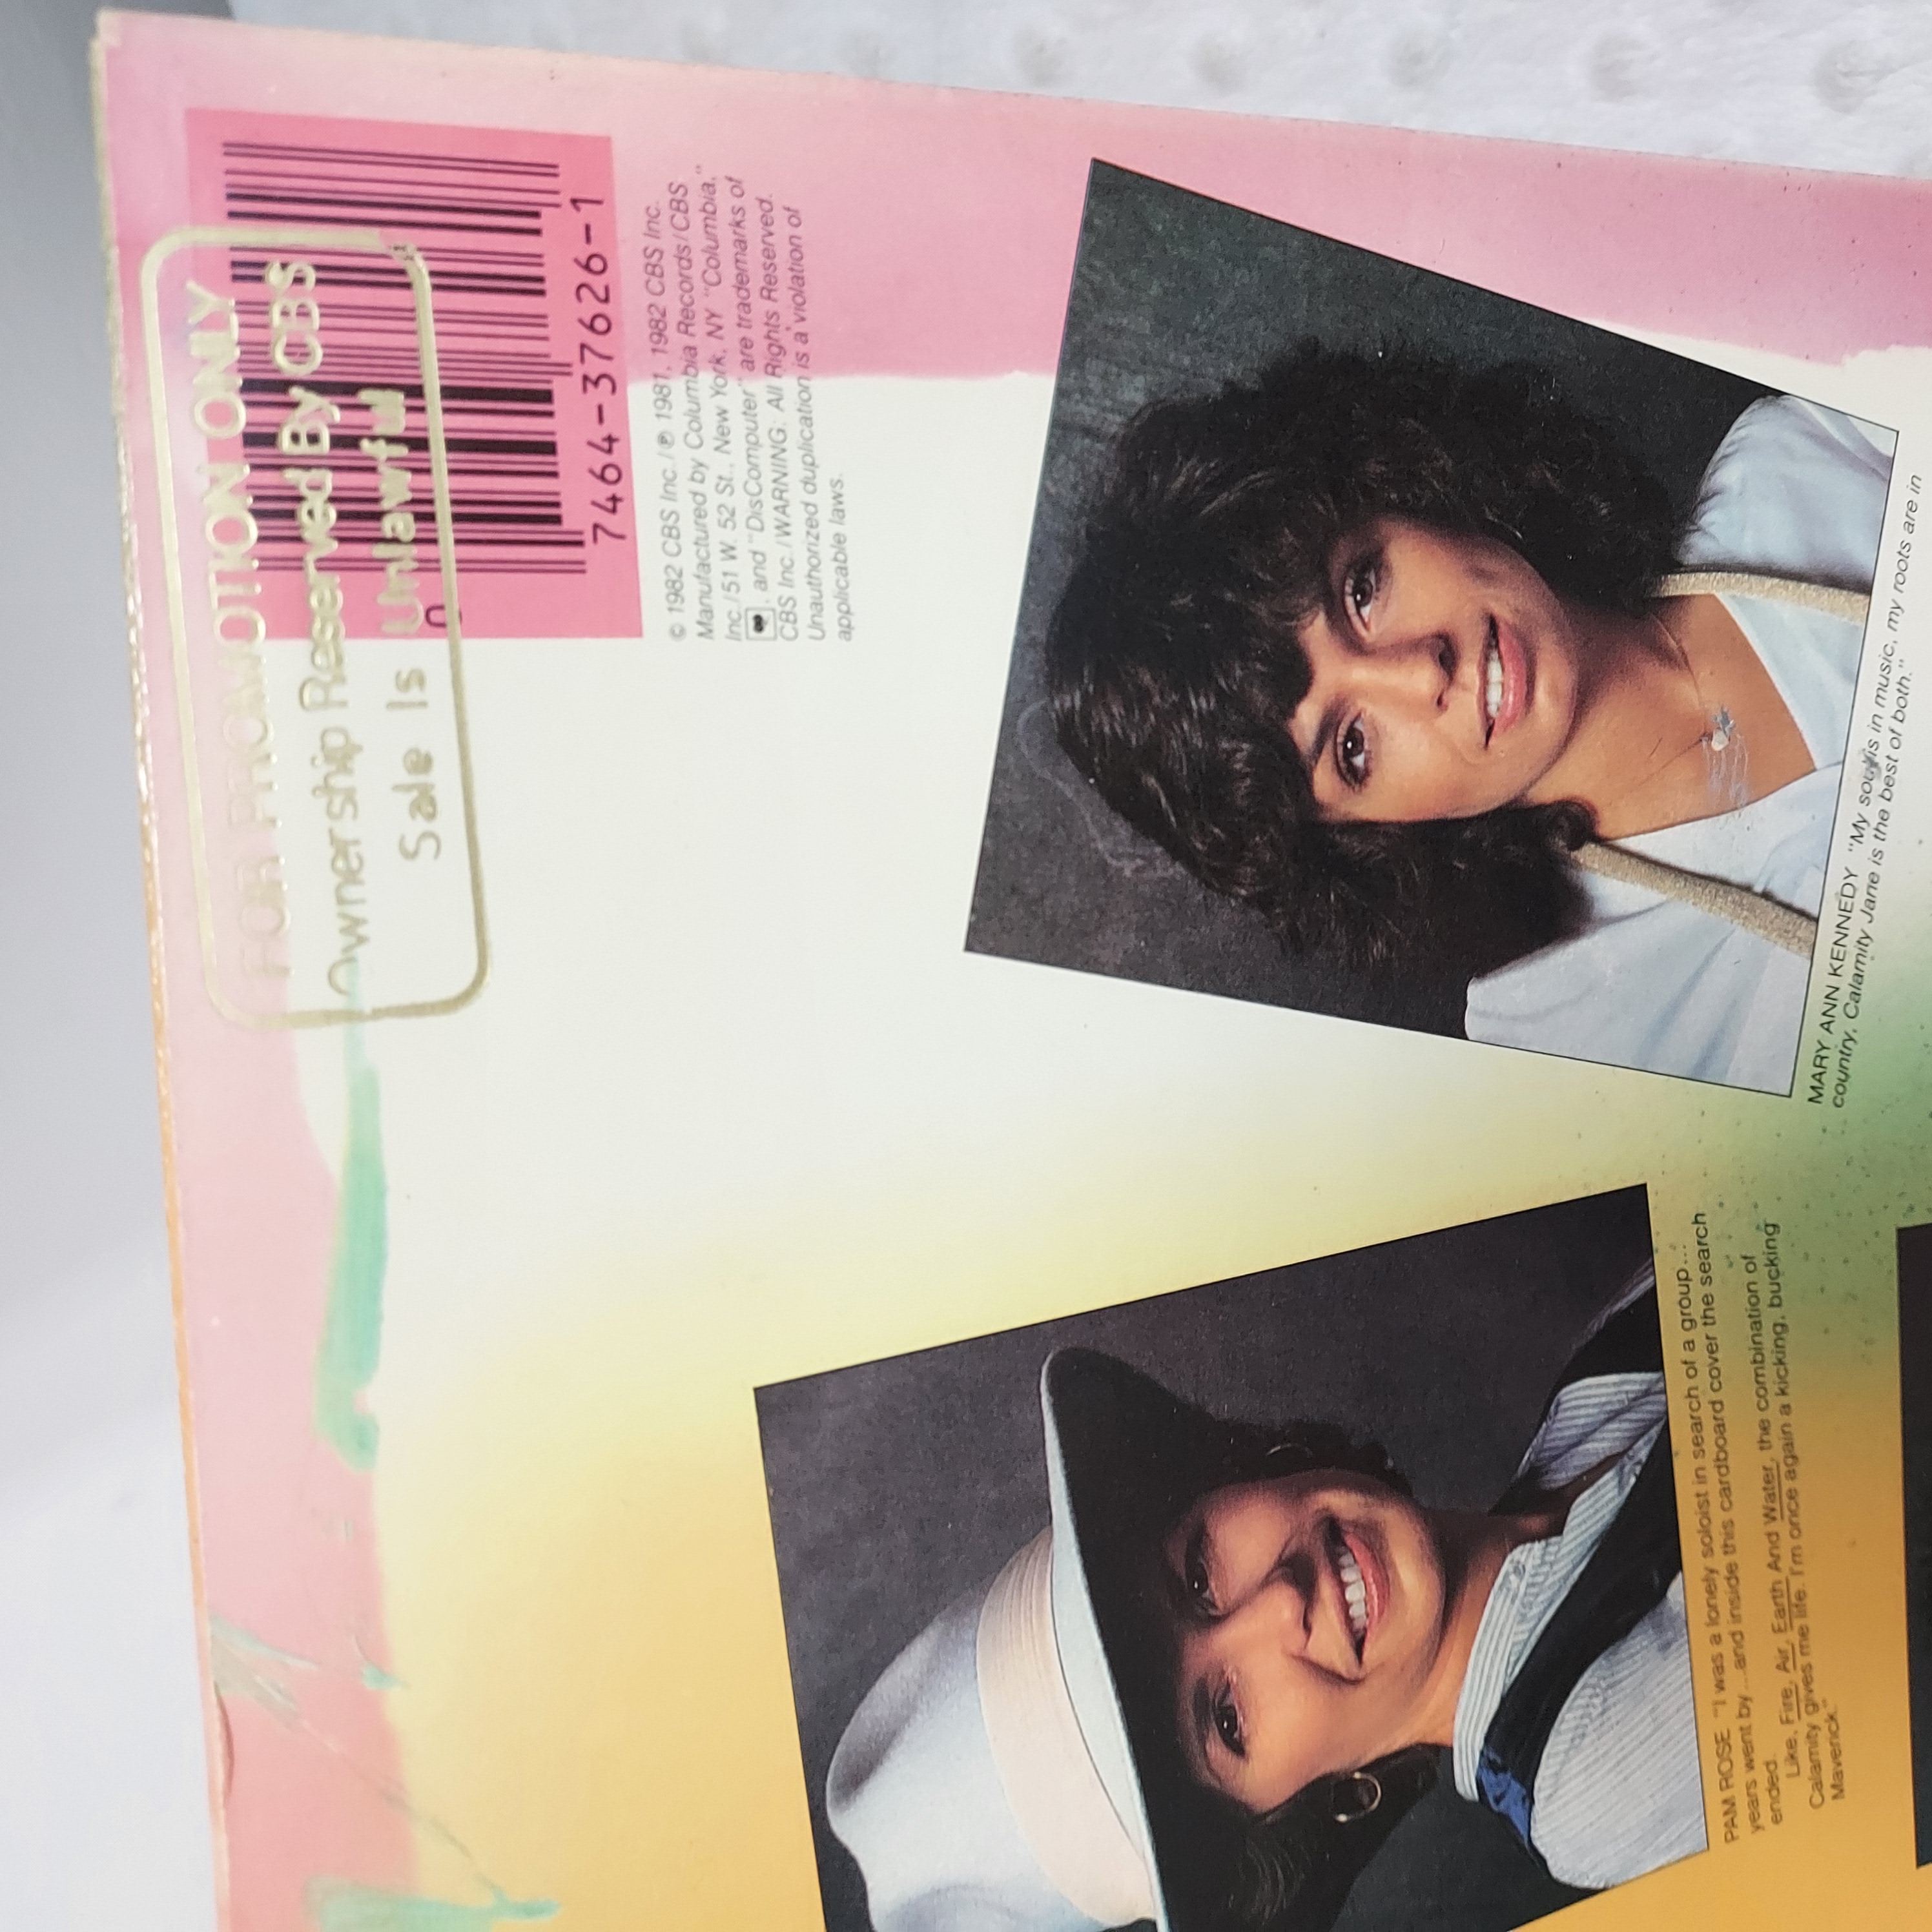 FOR PROMOTION ONLY
Ownership Reserved By CBS
Sale Is Unlawful
0
7464-37626-1
© 1982 CBS Inc./℗ 1981, 1982 CBS Inc.
Manufactured by Columbia Records/CBS
Inc./51 W. 52 St., New York, NY "Columbia,"
, and "DisComputer" are trademarks of
CBS Inc./WARNING: All Rights Reserved.
Unauthorized duplication is a violation of
applicable laws.
MARY ANN KENNEDY "My soul is in music, my roots are in
country, Calamity Jane is the best of both."
PAM ROSE "I was a lonely soloist in search of a group...
years went by...and inside this cardboard cover the search
ended.
Like, Fire, Air, Earth And Water, the combination of
Calamity gives me life. I'm once again a kicking, bucking
Maverick."